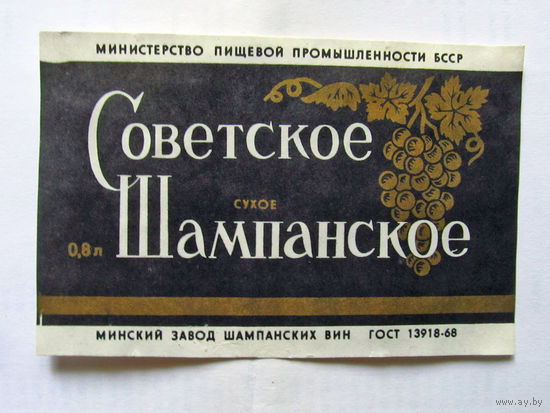 МИНИСТЕРСТВО ПИЩЕВОЙ ПРОМЫШЛЕННОСТИ БССР
Советское
сухое
0,8 л Шампанское
МИНСКИЙ ЗАВОД ШАМПАНСКИХ ВИН ГОСТ 13918-68
www.ay.by